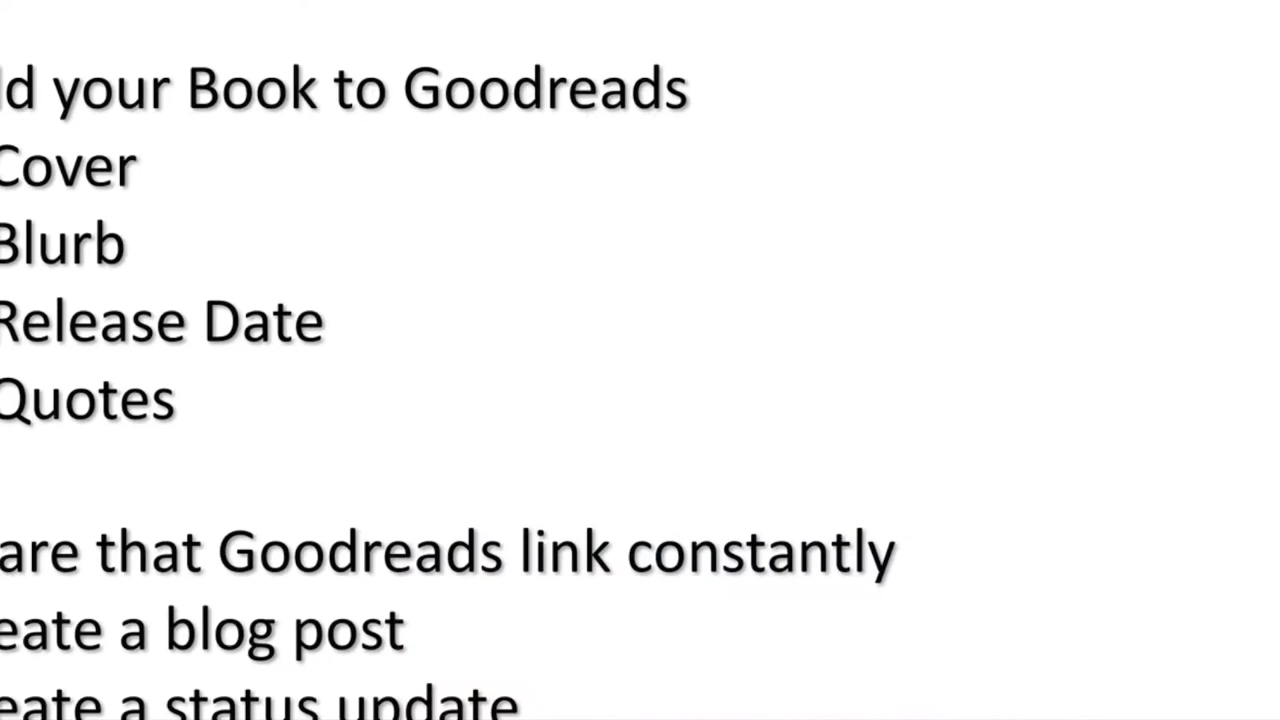 ld your Book to Goodreads
Cover
Blurb
Release Date
Quotes
are that Goodreads link constantly
eate a blog post
eate a status update